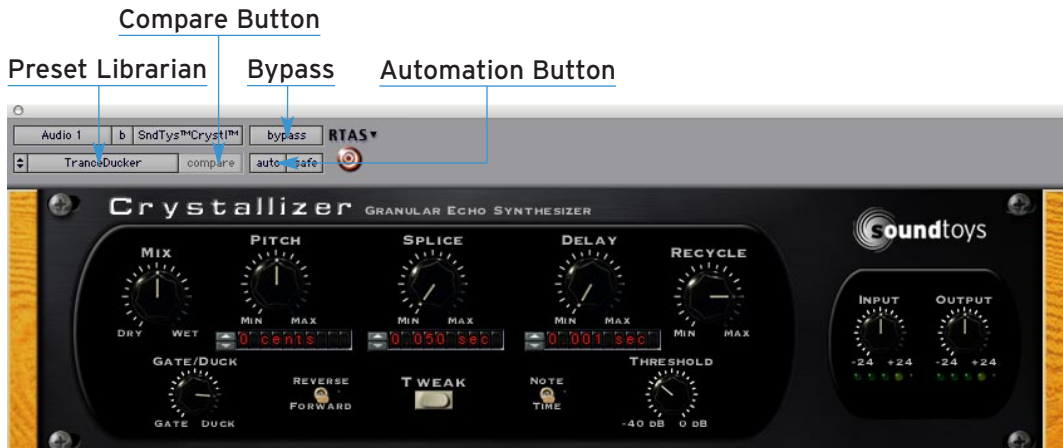 Compare Button
Preset Librarian Bypass Automation Button
Audio 1 b SndTys™Crystl™ bypass RTAS
TranceDucker compare auto safe
Crystallizer GRANULAR ECHO SYNTHESIZER
soundtoys
MIX PITCH SPLICE DELAY RECYCLE
INPUT OUTPUT
DRY WET MIN MAX MIN MAX MIN MAX MIN MAX
0 cents 0.050 sec 0.001 sec
-24 +24 -24 +24
GATE/DUCK THRESHOLD
REVERSE TWEAK NOTE
FORWARD TIME
GATE DUCK -40 dB 0 dB